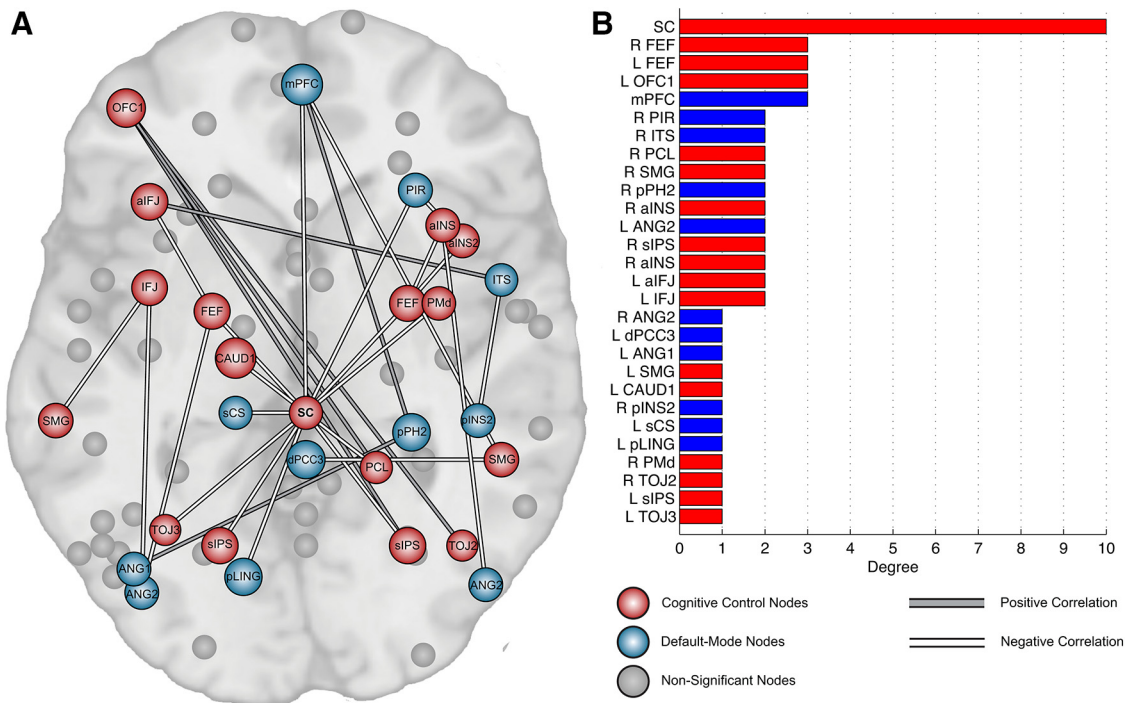 A
mPFC
OFC1
PIR
aIFJ
aINS
aINS2
ITS
IFJ
FEF
PMd
FEF
CAUD1
sCS
SC
pINS2
SMG
pPH2
dPCC3
PCL
SMG
TOJ3
sIPS
sIPS
TOJ2
ANG1
pLING
ANG2
ANG2
B
SC
R FEF
L FEF
L OFC1
mPFC
R PIR
R ITS
R PCL
R SMG
R pPH2
R aINS
L ANG2
R sIPS
R aINS
L aIFJ
L IFJ
R ANG2
L dPCC3
L ANG1
L SMG
L CAUD1
R pINS2
L sCS
L pLING
R PMd
R TOJ2
L sIPS
L TOJ3
0 1 2 3 4 5 6 7 8 9 10
Degree
Cognitive Control Nodes
Positive Correlation
Default-Mode Nodes
Negative Correlation
Non-Significant Nodes